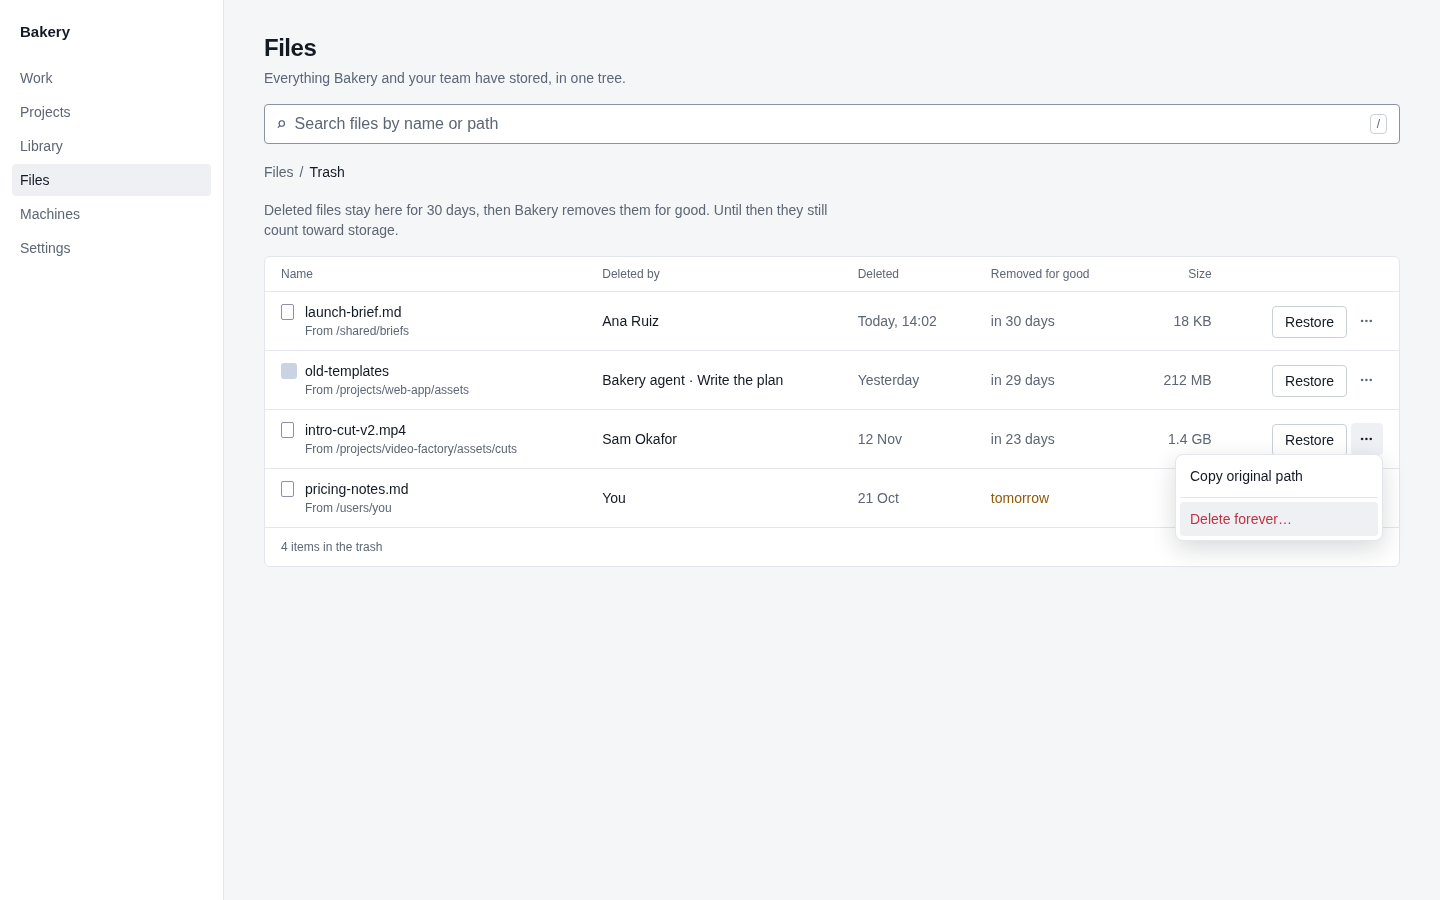 Bakery
Work
Projects
Library
Files
Machines
Settings
Files
Everything Bakery and your team have stored, in one tree.
Search files by name or path /
Files / Trash
Deleted files stay here for 30 days, then Bakery removes them for good. Until then they still
count toward storage.
Name Deleted by Deleted Removed for good Size
launch-brief.md
From /shared/briefs
Ana Ruiz Today, 14:02 in 30 days 18 KB Restore ···
old-templates
From /projects/web-app/assets
Bakery agent · Write the plan Yesterday in 29 days 212 MB Restore ···
intro-cut-v2.mp4
From /projects/video-factory/assets/cuts
Sam Okafor 12 Nov in 23 days 1.4 GB Restore ···
Copy original path
Delete forever…
pricing-notes.md
From /users/you
You 21 Oct tomorrow
4 items in the trash